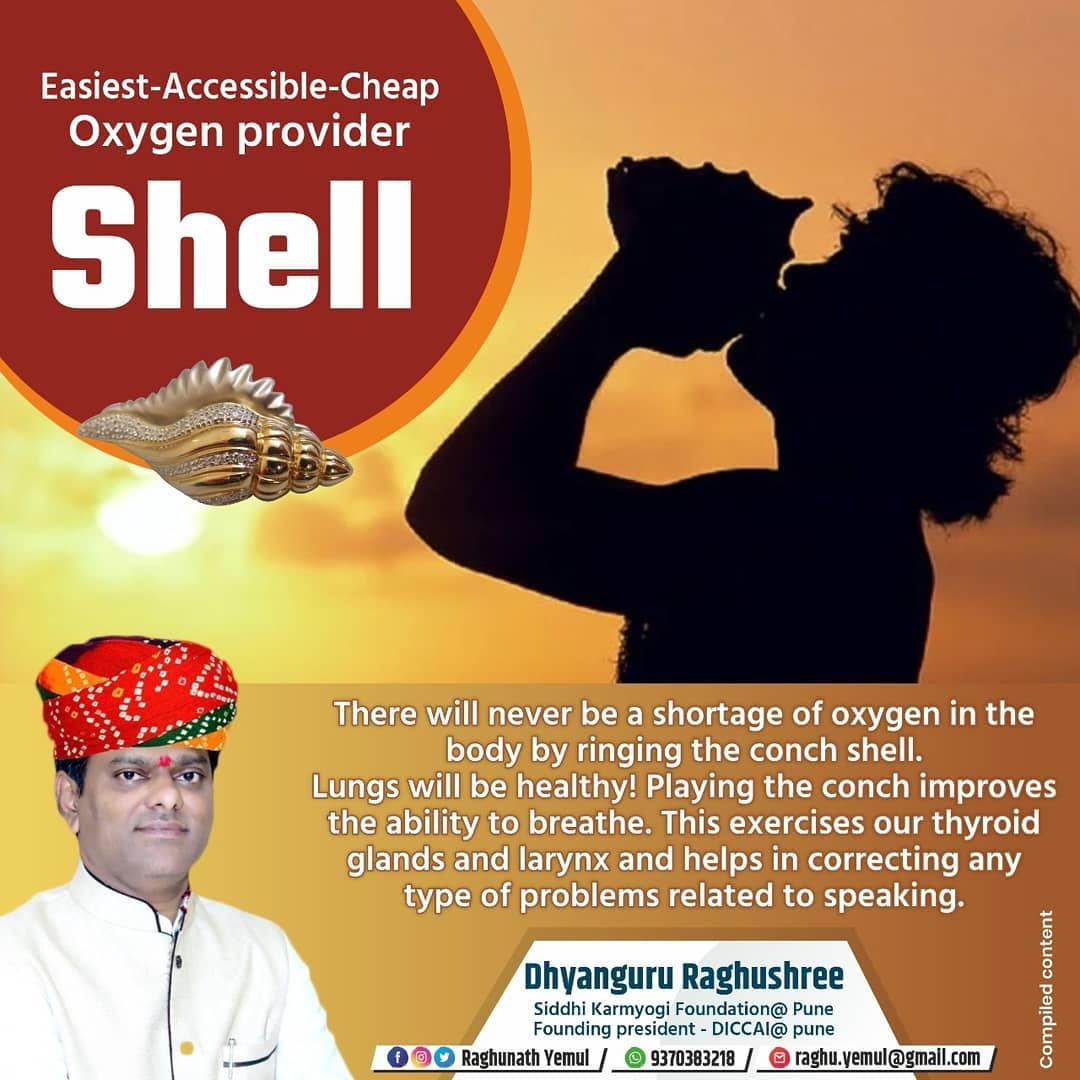 Easiest-Accessible-Cheap
Oxygen provider
Shell
There will never be a shortage of oxygen in the
body by ringing the conch shell.
Lungs will be healthy! Playing the conch improves
the ability to breathe. This exercises our thyroid
glands and larynx and helps in correcting any
type of problems related to speaking.
Dhyanguru Raghushree
Siddhi Karmyogi Foundation@ Pune
Founding president - DICCAI@ pune
Raghunath Yemul / 9370383218 / raghu.yemul@gmail.com
Compiled content